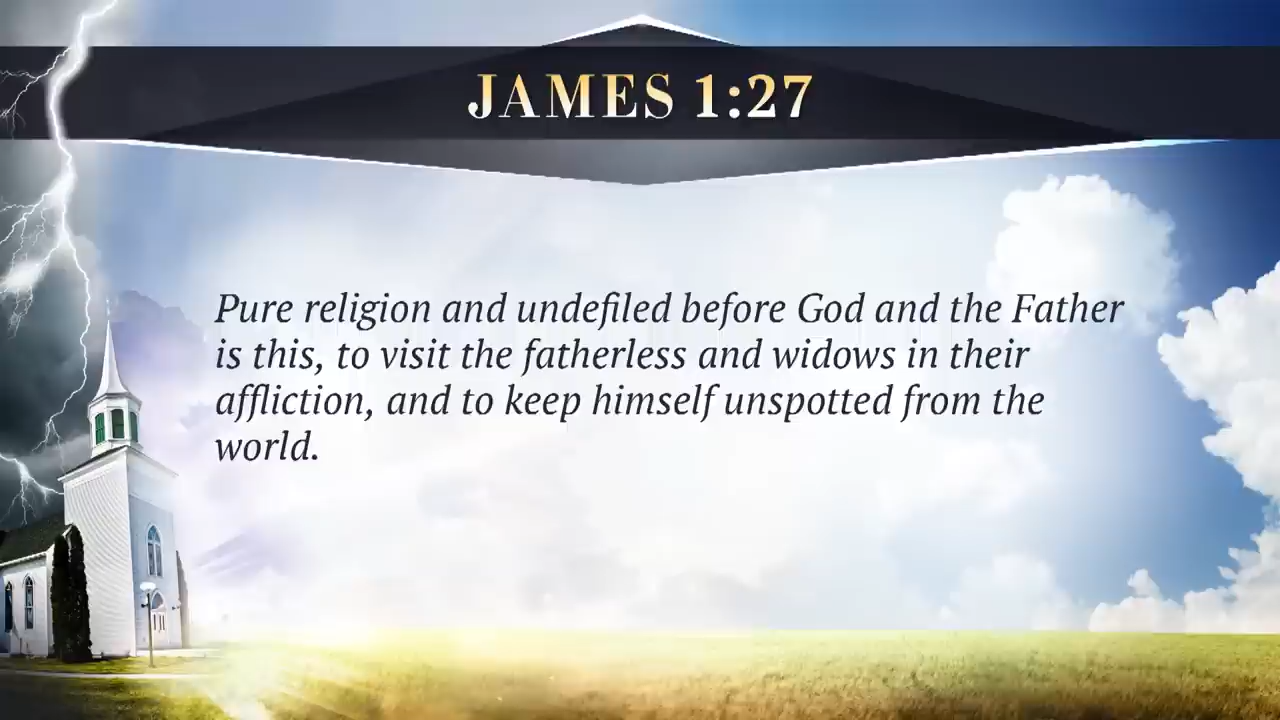 JAMES 1:27
Pure religion and undefiled before God and the Father
is this, to visit the fatherless and widows in their
affliction, and to keep himself unspotted from the
world.